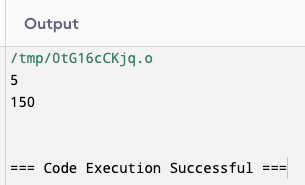 Output
/tmp/0tG16cCKjq.o
5
150
=== Code Execution Successful ===